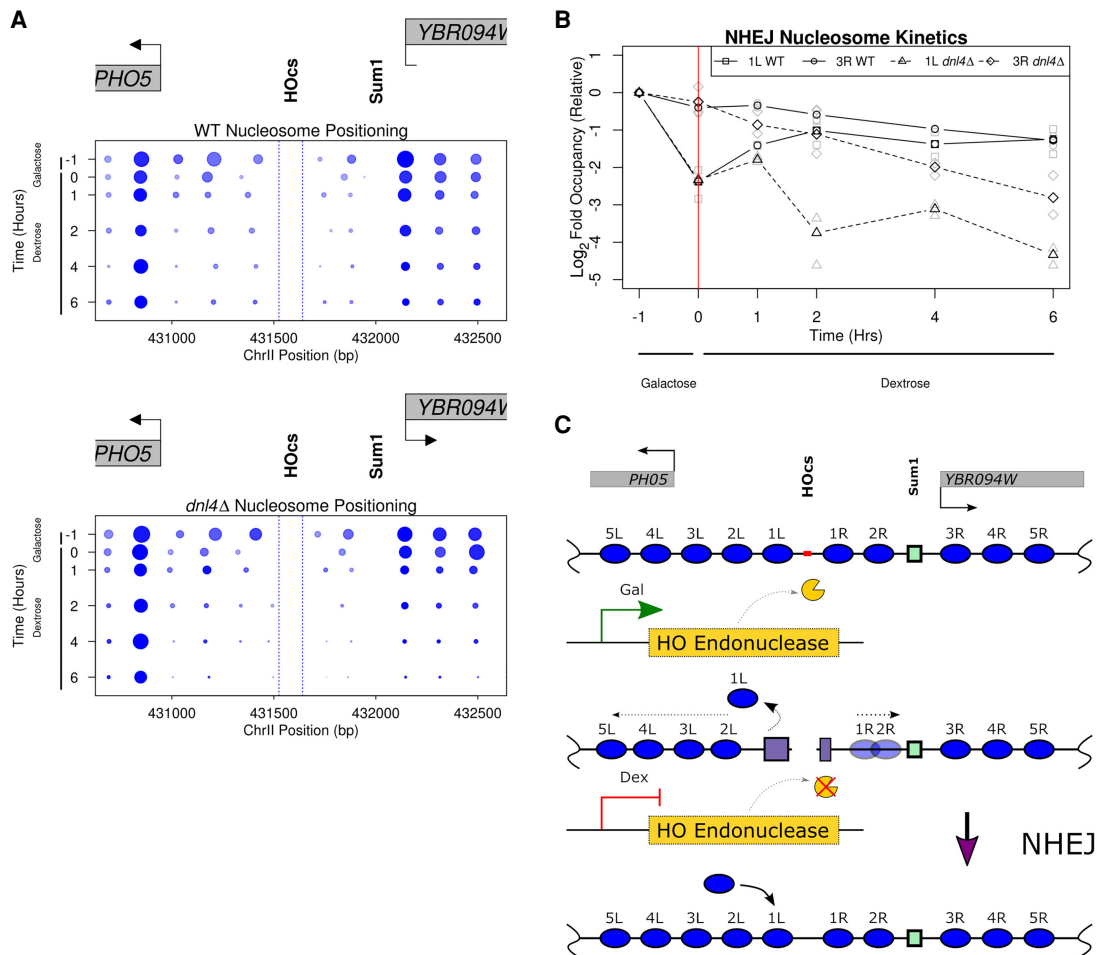 A
PHO5
YBR094W
HOcs
Sum1
WT Nucleosome Positioning
Time (Hours)
Galactose
Dextrose
-1
0
1
2
4
6
431000 431500 432000 432500
ChrII Position (bp)
PHO5
YBR094W
HOcs
Sum1
dnl4Δ Nucleosome Positioning
Time (Hours)
Galactose
Dextrose
-1
0
1
2
4
6
431000 431500 432000 432500
ChrII Position (bp)
B
NHEJ Nucleosome Kinetics
1L WT 3R WT 1L dnl4Δ 3R dnl4Δ
Log2 Fold Occupancy (Relative)
1
0
-1
-2
-3
-4
-5
-1 0 1 2 4 6
Time (Hrs)
Galactose Dextrose
C
PH05
HOcs
Sum1
YBR094W
5L 4L 3L 2L 1L 1R 2R 3R 4R 5R
Gal
HO Endonuclease
1L
5L 4L 3L 2L 1R 2R 3R 4R 5R
Dex
HO Endonuclease
NHEJ
5L 4L 3L 2L 1L 1R 2R 3R 4R 5R